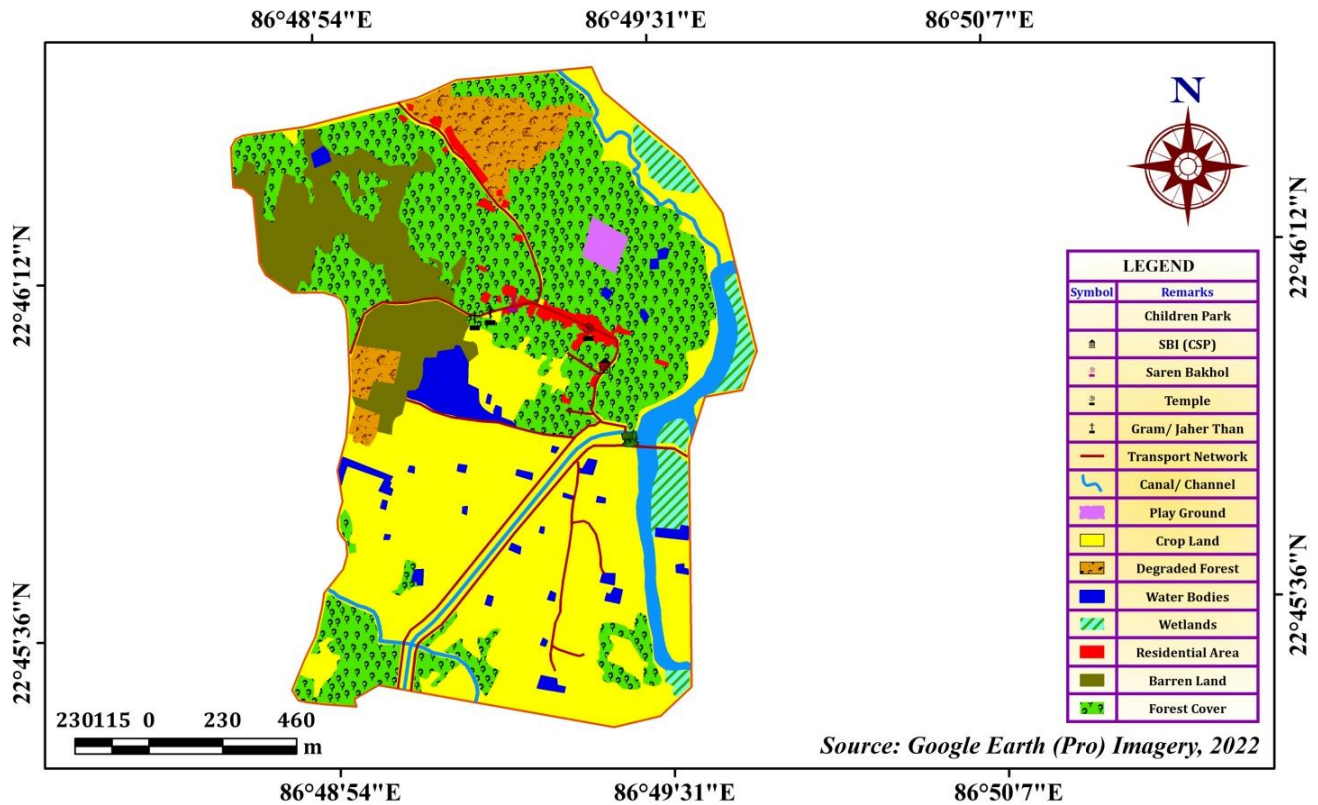 86°48'54"E 86°49'31"E 86°50'7"E
N
22°46'12"N
22°46'12"N
LEGEND
Symbol Remarks
Children Park
SBI (CSP)
Saren Bakhol
Temple
Gram/ Jaher Than
Transport Network
Canal/ Channel
Play Ground
Crop Land
Degraded Forest
Water Bodies
Wetlands
Residential Area
Barren Land
Forest Cover
22°45'36"N
22°45'36"N
230115 0 230 460
m
Source: Google Earth (Pro) Imagery, 2022
86°48'54"E 86°49'31"E 86°50'7"E